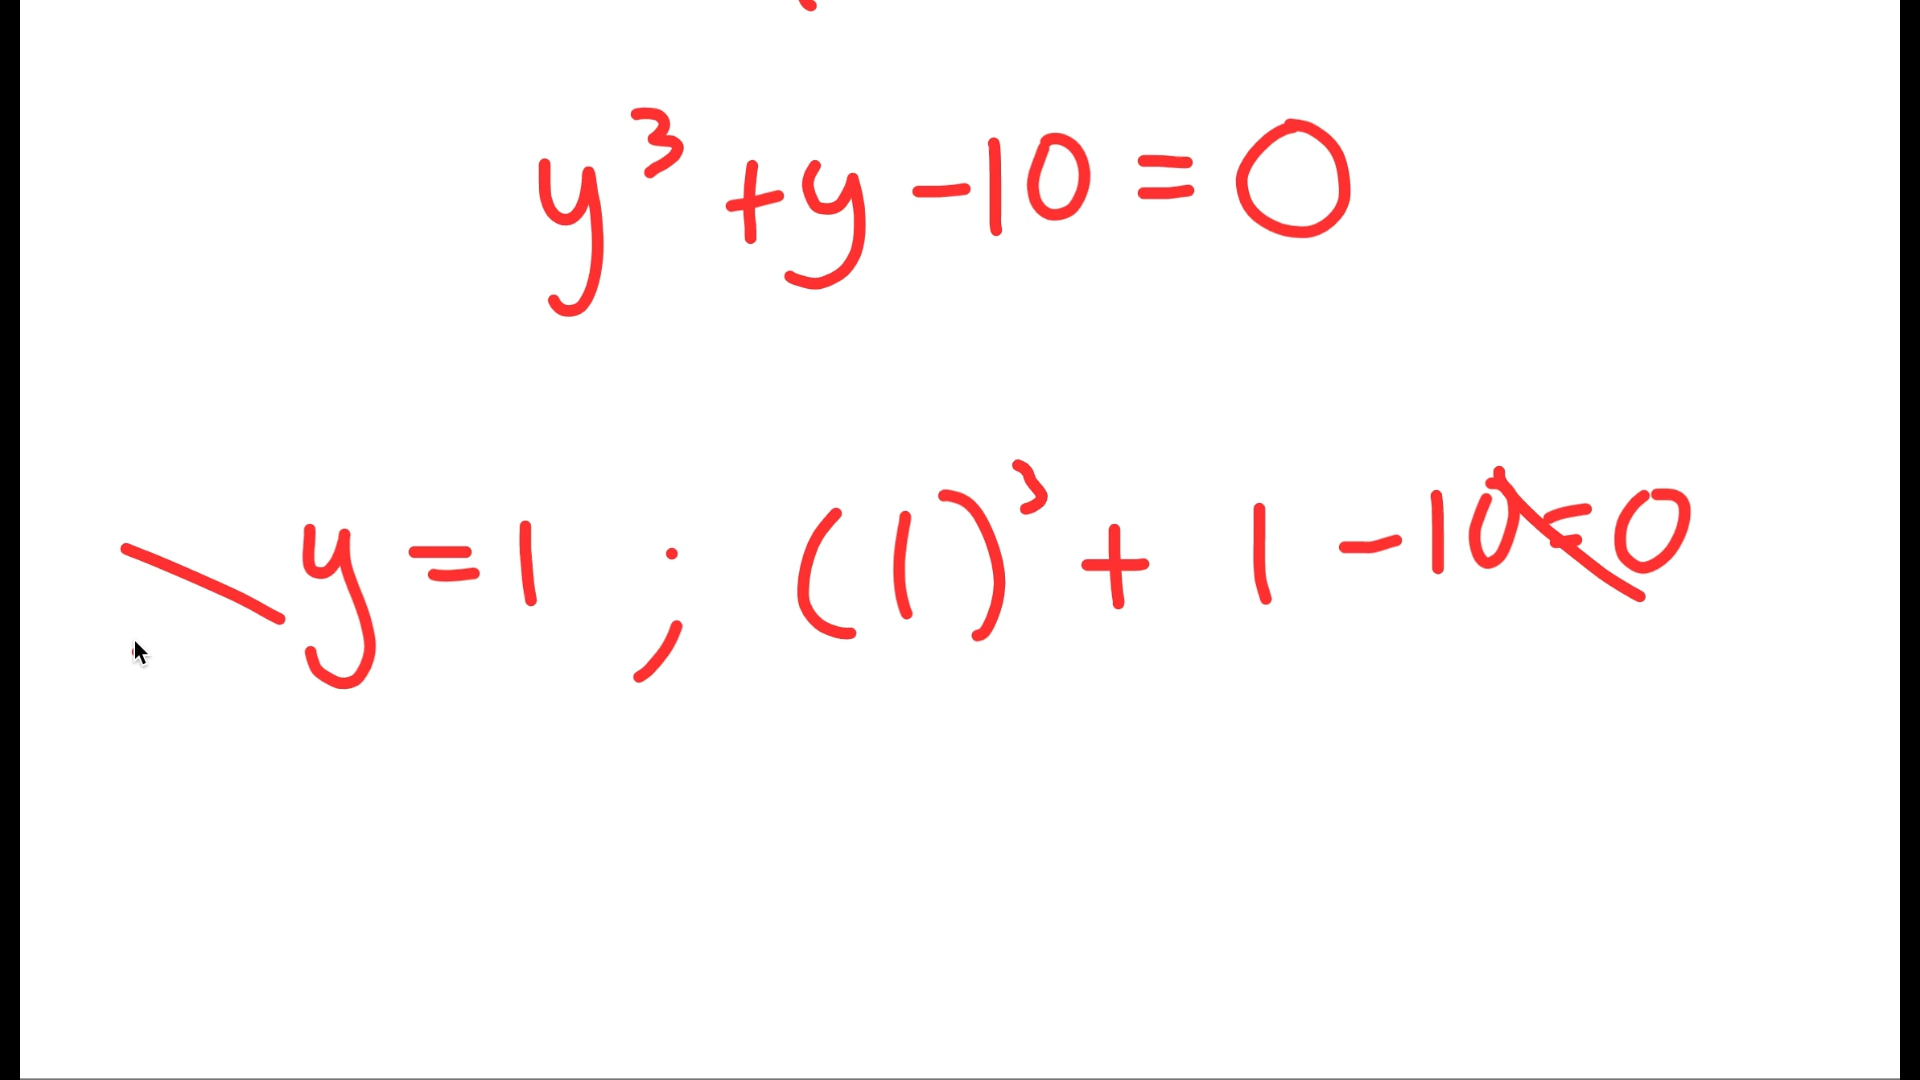 y³ + y - 10 = 0
y = 1 ; (1)³ + 1 - 10 = 0